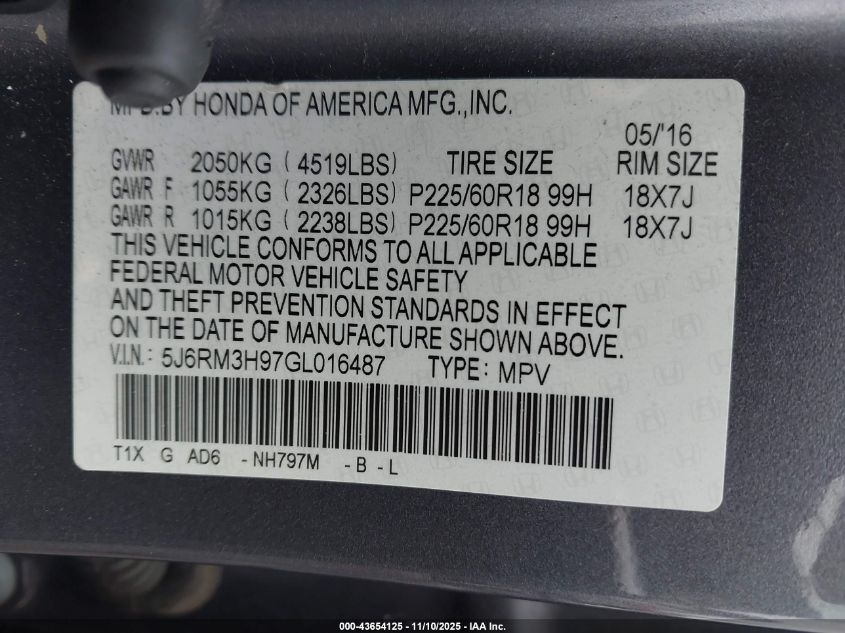 MFD.BY HONDA OF AMERICA MFG.,INC.
05/'16
GVWR 2050KG ( 4519LBS) TIRE SIZE RIM SIZE
GAWR F 1055KG ( 2326LBS) P225/60R18 99H 18X7J
GAWR R 1015KG ( 2238LBS) P225/60R18 99H 18X7J
THIS VEHICLE CONFORMS TO ALL APPLICABLE
FEDERAL MOTOR VEHICLE SAFETY
AND THEFT PREVENTION STANDARDS IN EFFECT
ON THE DATE OF MANUFACTURE SHOWN ABOVE.
V.I.N.: 5J6RM3H97GL016487 TYPE: MPV
T1X G AD6 -NH797M -B -L
000-43654125 - 11/10/2025 - IAA Inc.